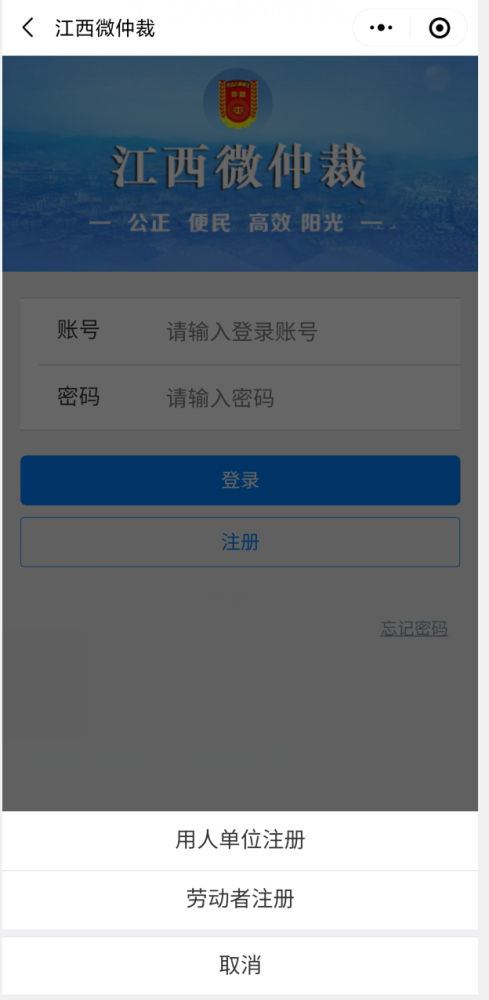 江西微仲裁
江西微仲裁
— 公正 便民 高效 阳光 —
账号 请输入登录账号
密码 请输入密码
登录
注册
忘记密码
用人单位注册
劳动者注册
取消